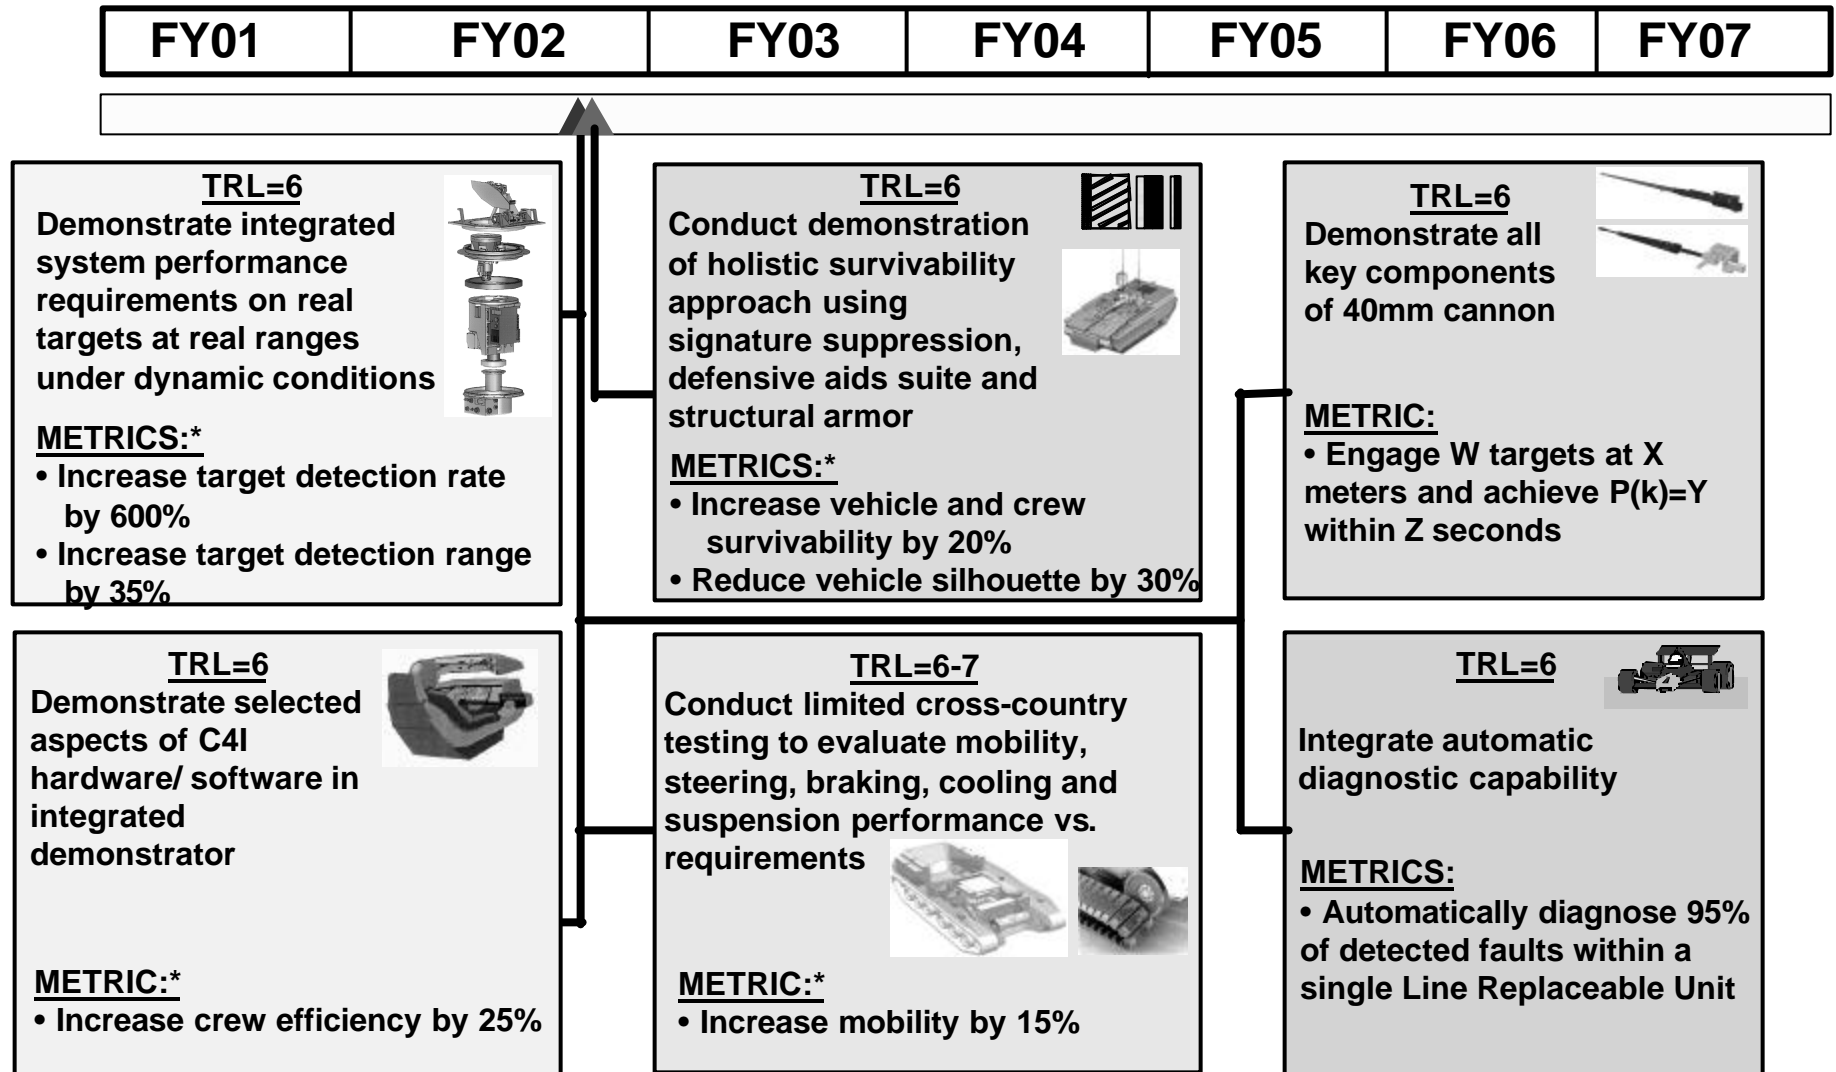 FY01 FY02 FY03 FY04 FY05 FY06 FY07
TRL=6
Demonstrate integrated
system performance
requirements on real
targets at real ranges
under dynamic conditions
METRICS:*
• Increase target detection rate
by 600%
• Increase target detection range
by 35%
TRL=6
Conduct demonstration
of holistic survivability
approach using
signature suppression,
defensive aids suite and
structural armor
METRICS:*
• Increase vehicle and crew
survivability by 20%
• Reduce vehicle silhouette by 30%
TRL=6
Demonstrate all
key components
of 40mm cannon
METRIC:
• Engage W targets at X
meters and achieve P(k)=Y
within Z seconds
TRL=6
Demonstrate selected
aspects of C4I
hardware/ software in
integrated
demonstrator
METRIC:*
• Increase crew efficiency by 25%
TRL=6-7
Conduct limited cross-country
testing to evaluate mobility,
steering, braking, cooling and
suspension performance vs.
requirements
METRIC:*
• Increase mobility by 15%
TRL=6
4
Integrate automatic
diagnostic capability
METRICS:
• Automatically diagnose 95%
of detected faults within a
single Line Replaceable Unit